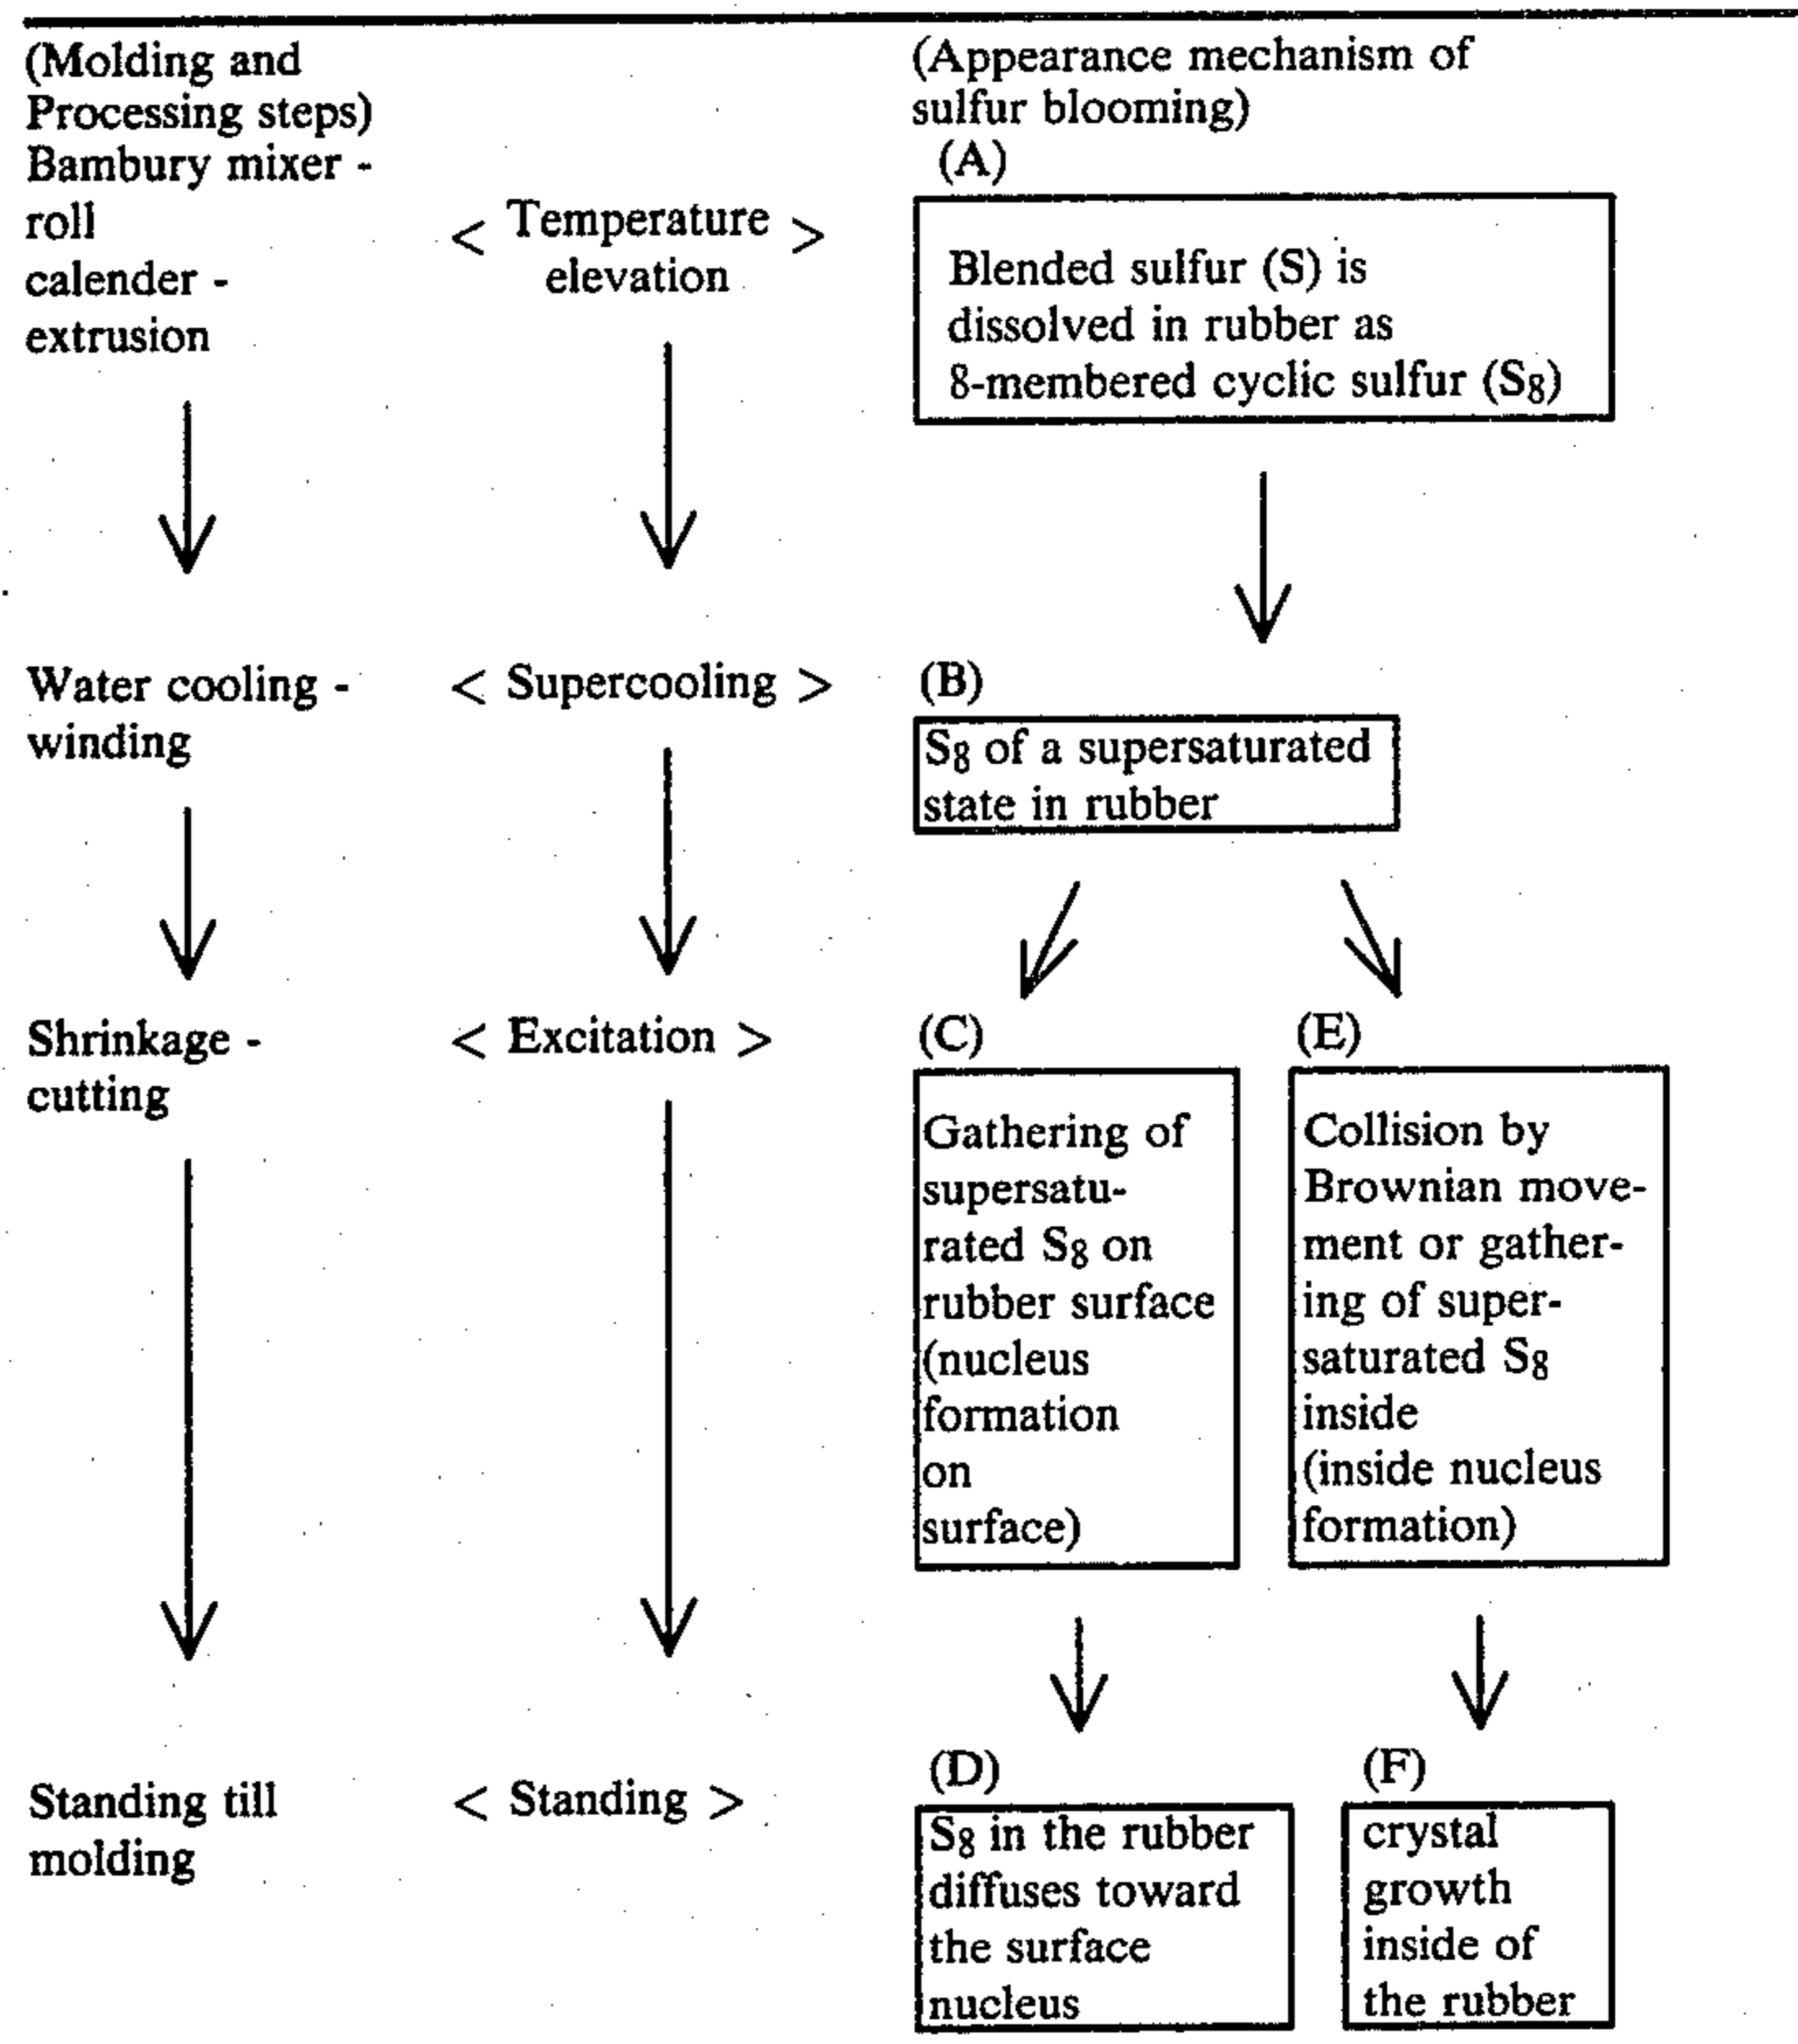 (Molding and
Processing steps)
Bambury mixer -
roll
calender -
extrusion
< Temperature >
elevation
(Appearance mechanism of
sulfur blooming)
(A)
Blended sulfur (S) is
dissolved in rubber as
8-membered cyclic sulfur (S8)
Water cooling -
winding
< Supercooling >
(B)
S8 of a supersaturated
state in rubber
Shrinkage -
cutting
< Excitation >
(C)
Gathering of
supersatu-
rated S8 on
rubber surface
(nucleus
formation
on
surface)
(E)
Collision by
Brownian move-
ment or gather-
ing of super-
saturated S8
inside
(inside nucleus
formation)
Standing till
molding
< Standing >
(D)
S8 in the rubber
diffuses toward
the surface
nucleus
(F)
crystal
growth
inside of
the rubber